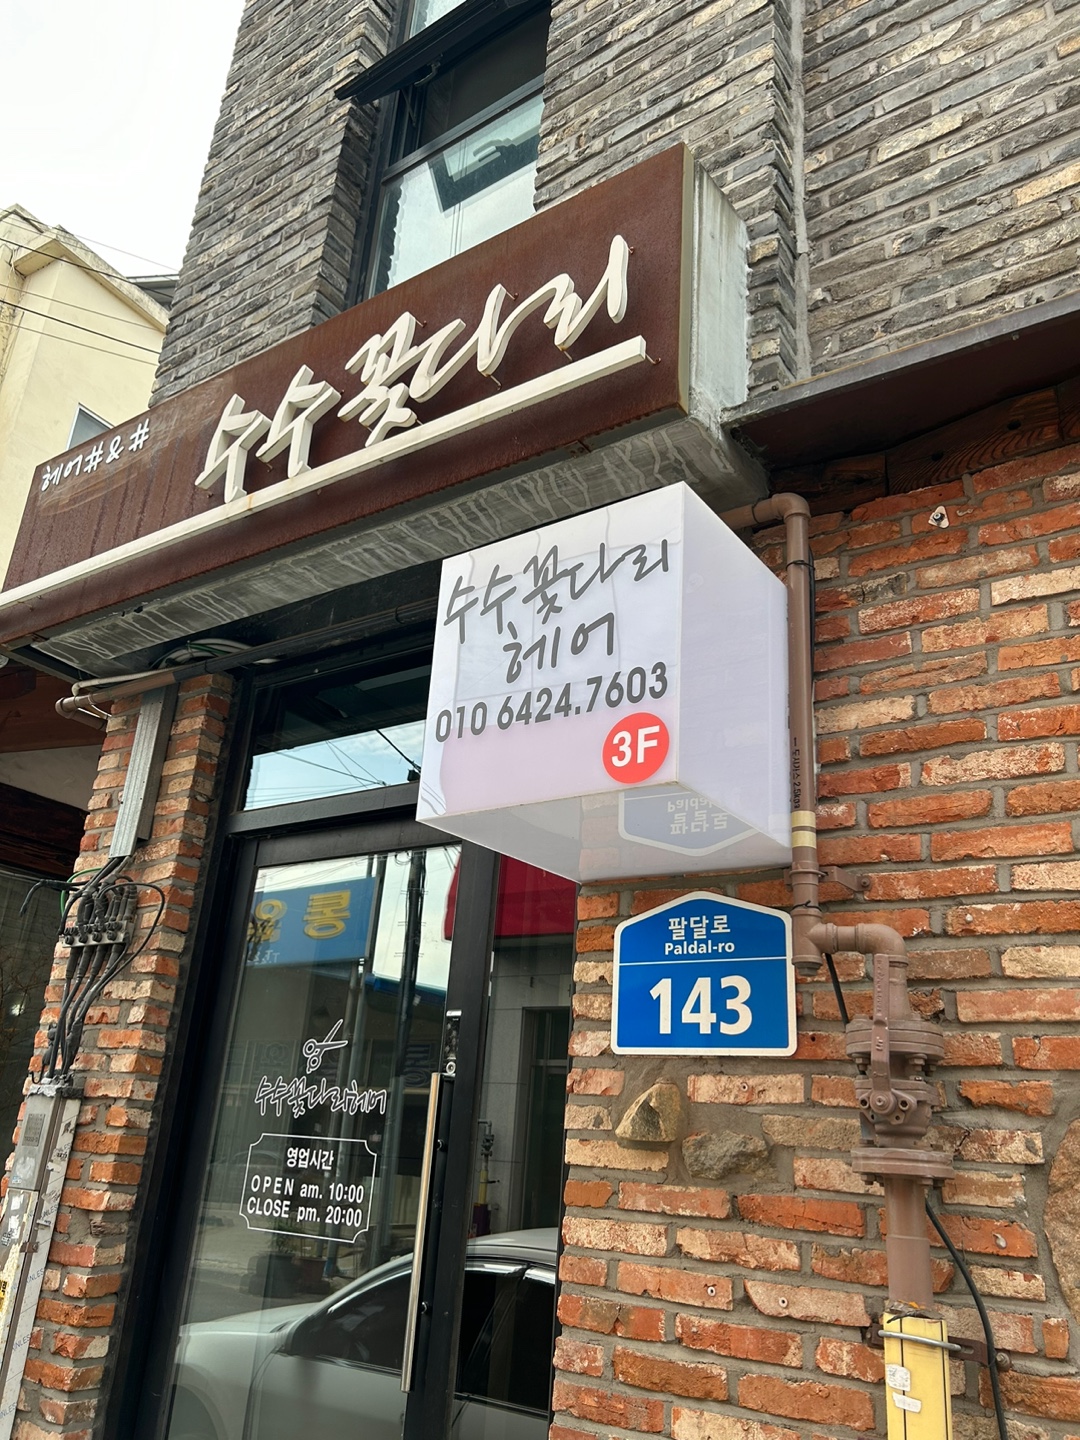 헤어#&#
수수꽃다리
수수꽃다리
헤어
010 6424.7603
3F
팔달로
Paldal-ro
143
수수꽃다리헤어
영업시간
OPEN am. 10:00
CLOSE pm. 20:00